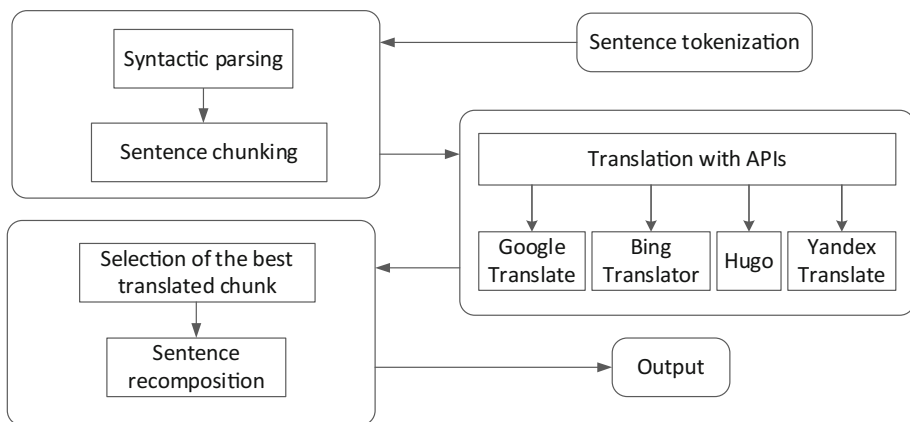 Sentence tokenization
Syntactic parsing
Sentence chunking
Translation with APIs
Google
Translate
Bing
Translator
Hugo
Yandex
Translate
Selection of the best
translated chunk
Sentence
recomposition
Output